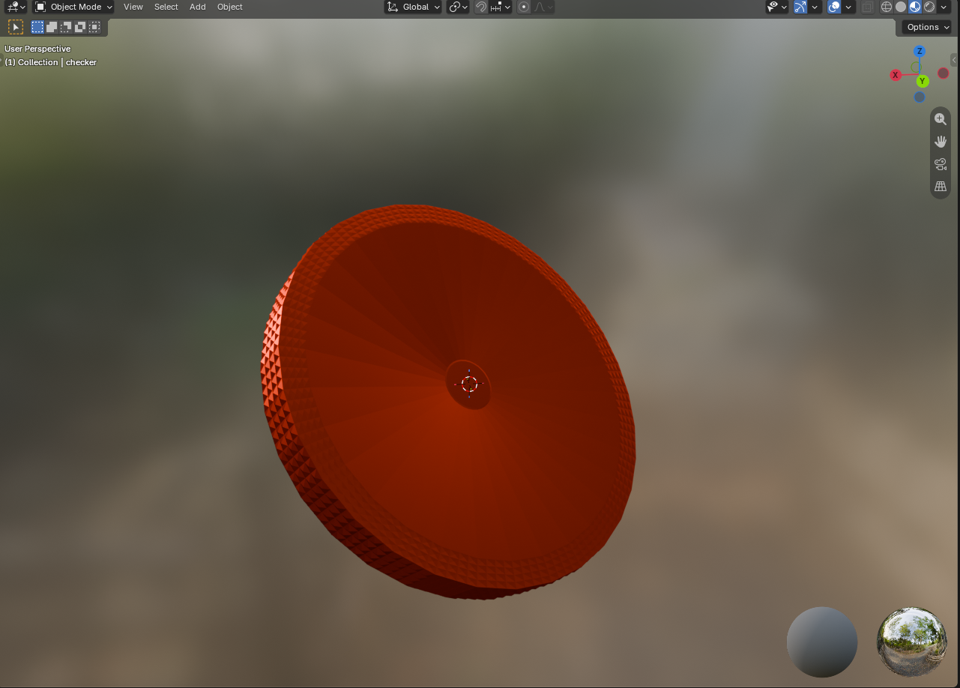 Object Mode View Select Add Object Global
Options
User Perspective
(1) Collection | checker
Z
X
Y